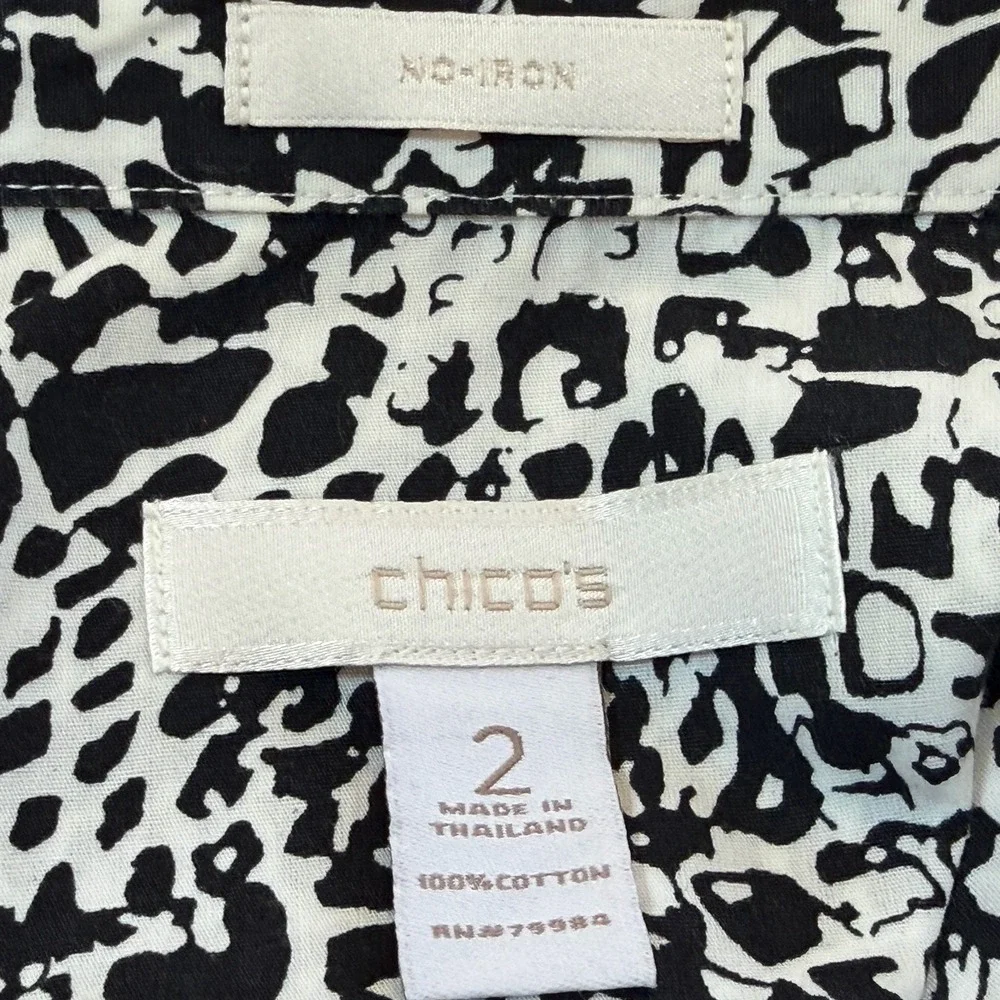 NO-IRON
chico's
2
MADE IN
THAILAND
100% COTTON
RN#79984